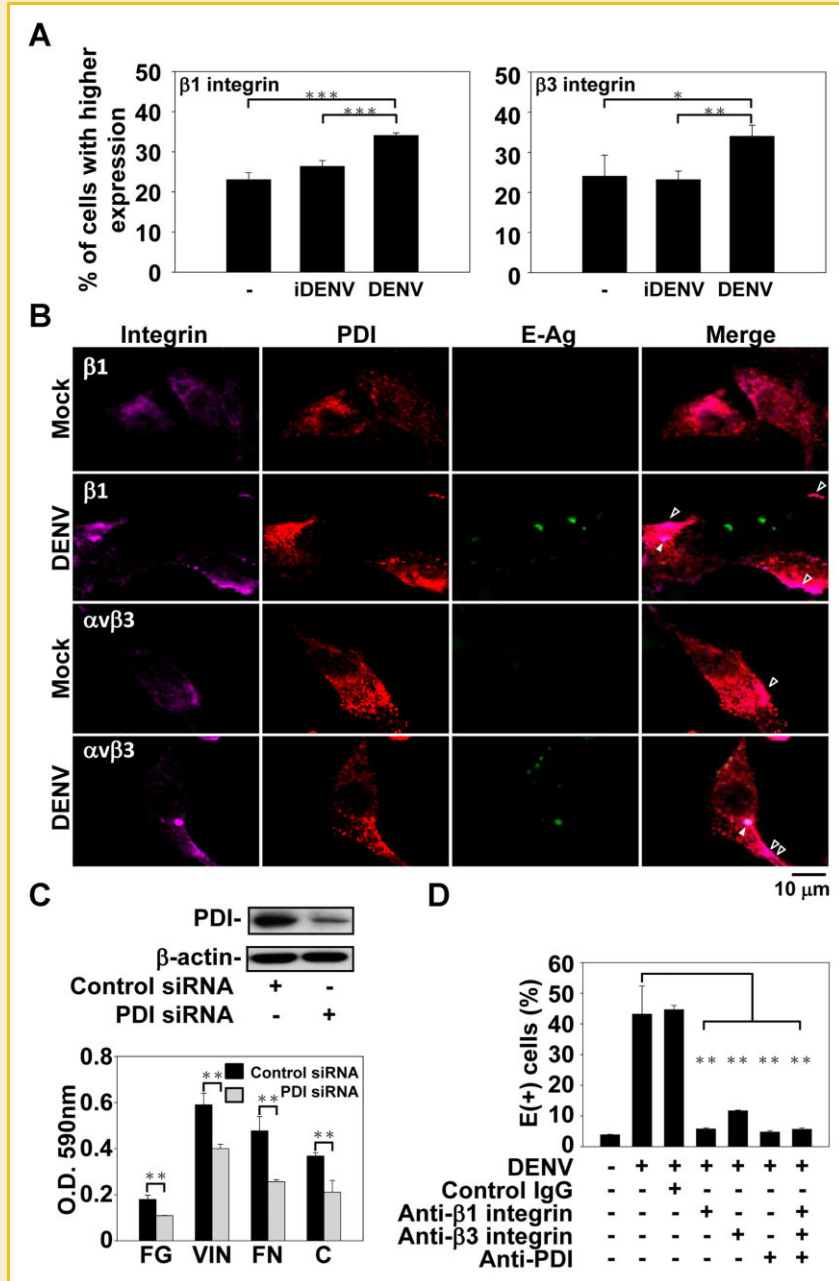 A
% of cells with higher expression
β1 integrin
50
40
30
20
10
0
***
***
- iDENV DENV
β3 integrin
50
40
30
20
10
0
*
**
- iDENV DENV
B
Integrin PDI E-Ag Merge
Mock
β1
DENV
β1
Mock
αvβ3
DENV
αvβ3
10 μm
C
PDI-
β-actin-
Control siRNA + -
PDI siRNA - +
O.D. 590nm
0.8
0.6
0.4
0.2
0
Control siRNA
PDI siRNA
**
**
**
**
FG VIN FN C
D
E(+) cells (%)
60
50
40
30
20
10
0
** ** ** **
DENV - + + + + + +
Control IgG - - + - - - -
Anti-β1 integrin - - - + - - +
Anti-β3 integrin - - - - + - +
Anti-PDI - - - - - + +